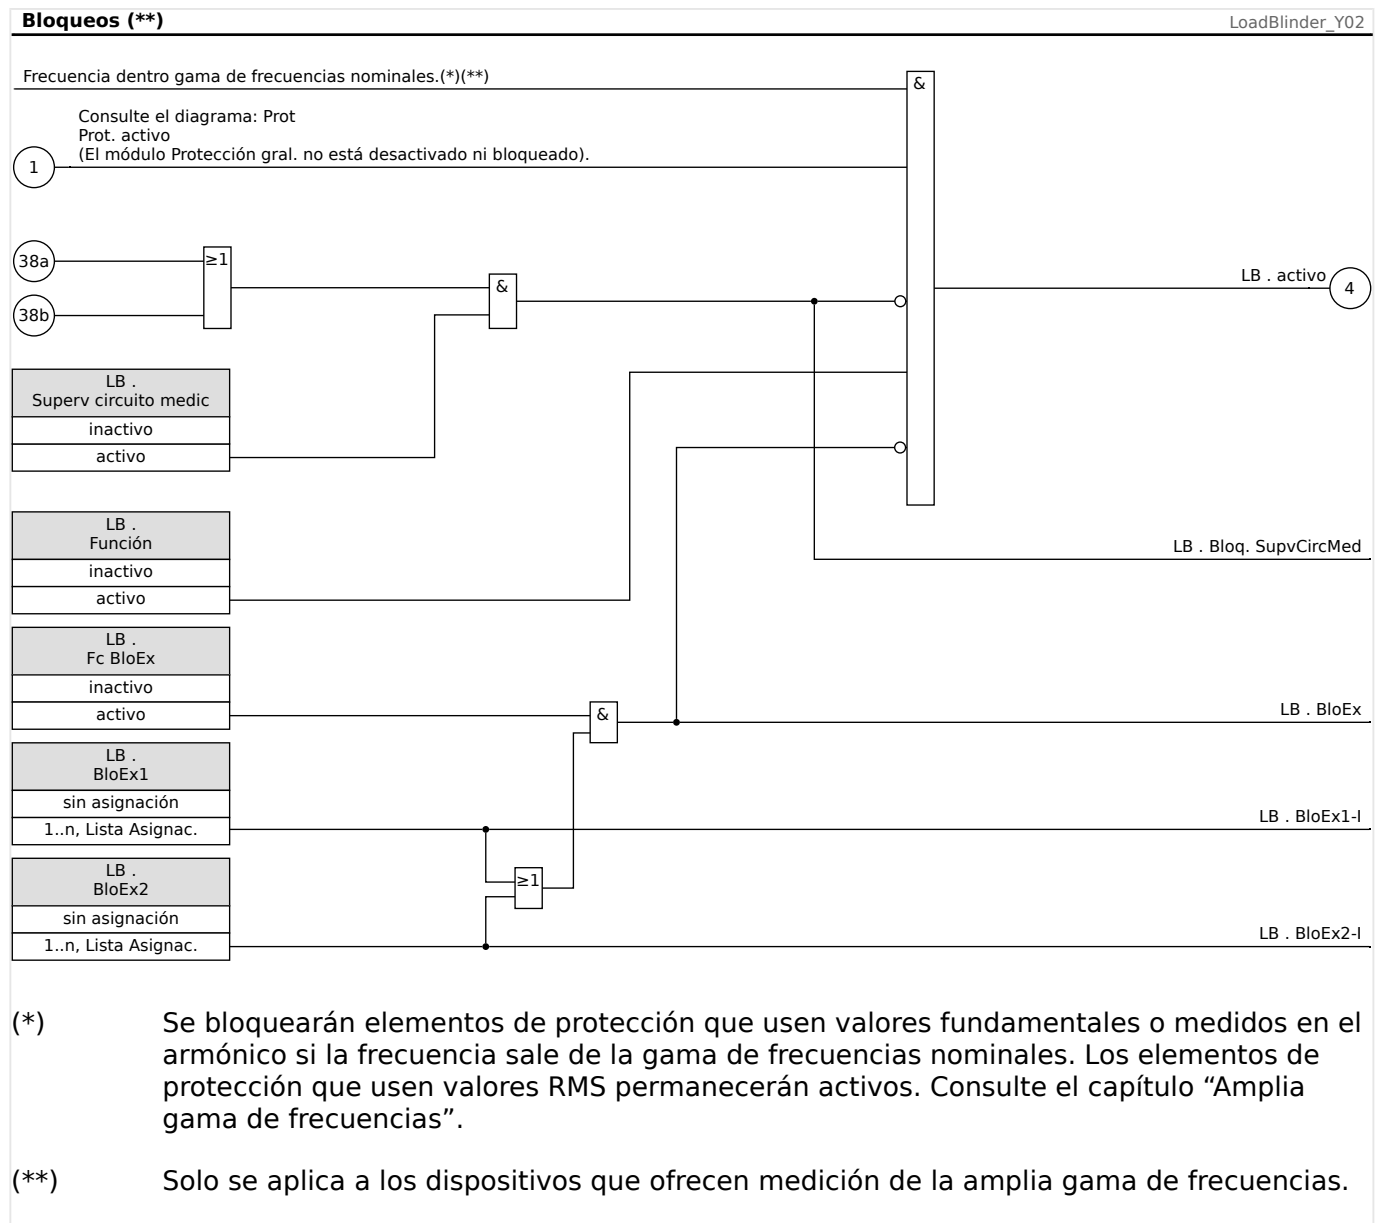 Bloqueos (**)
LoadBlinder_Y02
Frecuencia dentro gama de frecuencias nominales.(*)(**)
&
Consulte el diagrama: Prot
Prot. activo
(El módulo Protección gral. no está desactivado ni bloqueado).
1
38a
≥1
38b
&
LB . activo
4
LB .
Superv circuito medic
inactivo
activo
LB .
Función
inactivo
activo
LB . Bloq. SupvCircMed
LB .
Fc BloEx
inactivo
activo
&
LB . BloEx
LB .
BloEx1
sin asignación
1..n, Lista Asignac.
LB . BloEx1-I
LB .
BloEx2
sin asignación
1..n, Lista Asignac.
≥1
LB . BloEx2-I
(*)
Se bloquearán elementos de protección que usen valores fundamentales o medidos en el
armónico si la frecuencia sale de la gama de frecuencias nominales. Los elementos de
protección que usen valores RMS permanecerán activos. Consulte el capítulo “Amplia
gama de frecuencias”.
(**)
Solo se aplica a los dispositivos que ofrecen medición de la amplia gama de frecuencias.